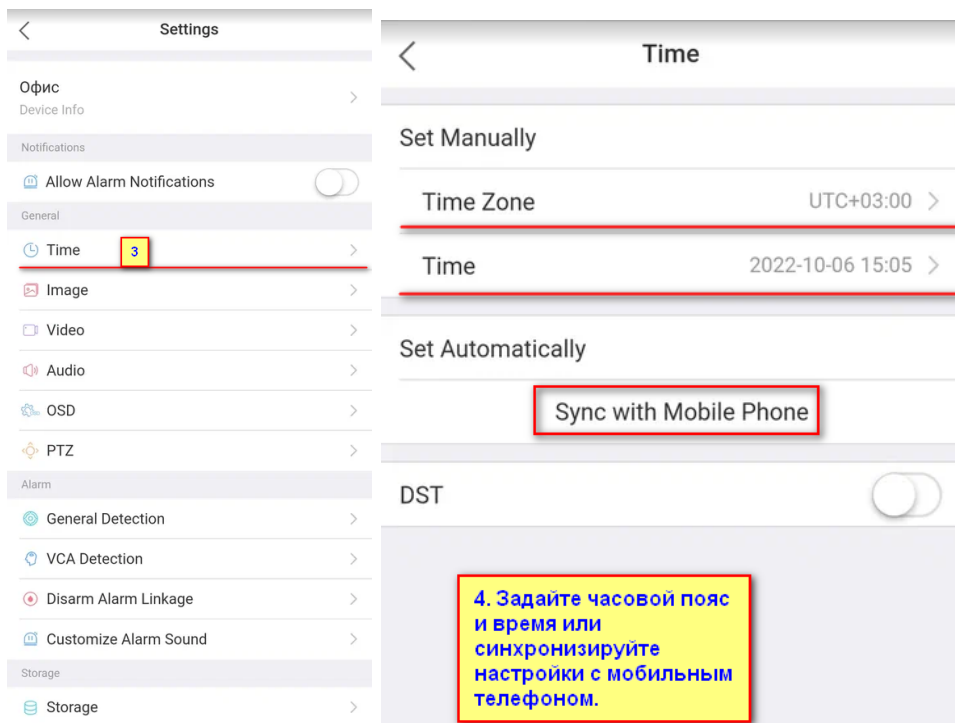 Settings
Офис
Device Info
Notifications
Allow Alarm Notifications
General
Time 3
Image
Video
Audio
OSD
PTZ
Alarm
General Detection
VCA Detection
Disarm Alarm Linkage
Customize Alarm Sound
Storage
Storage
Time
Set Manually
Time Zone UTC+03:00
Time 2022-10-06 15:05
Set Automatically
Sync with Mobile Phone
DST
4. Задайте часовой пояс
и время или
синхронизируйте
настройки с мобильным
телефоном.